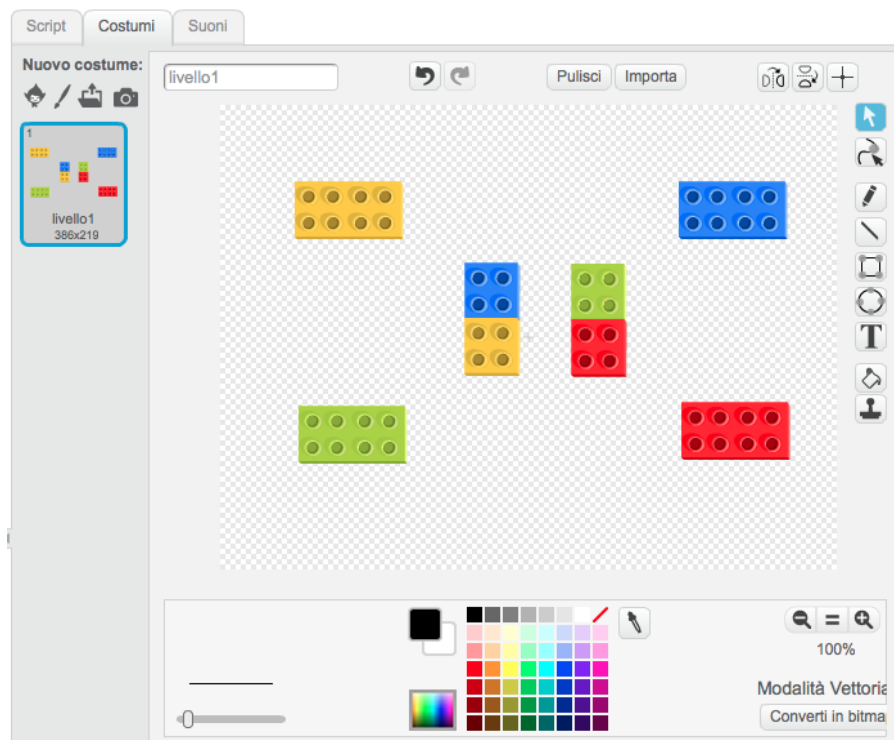 Script Costumi Suoni
Nuovo costume:
livello1
Pulisci Importa
1
livello1
386x219
T
100%
Modalità Vettoria
Converti in bitma